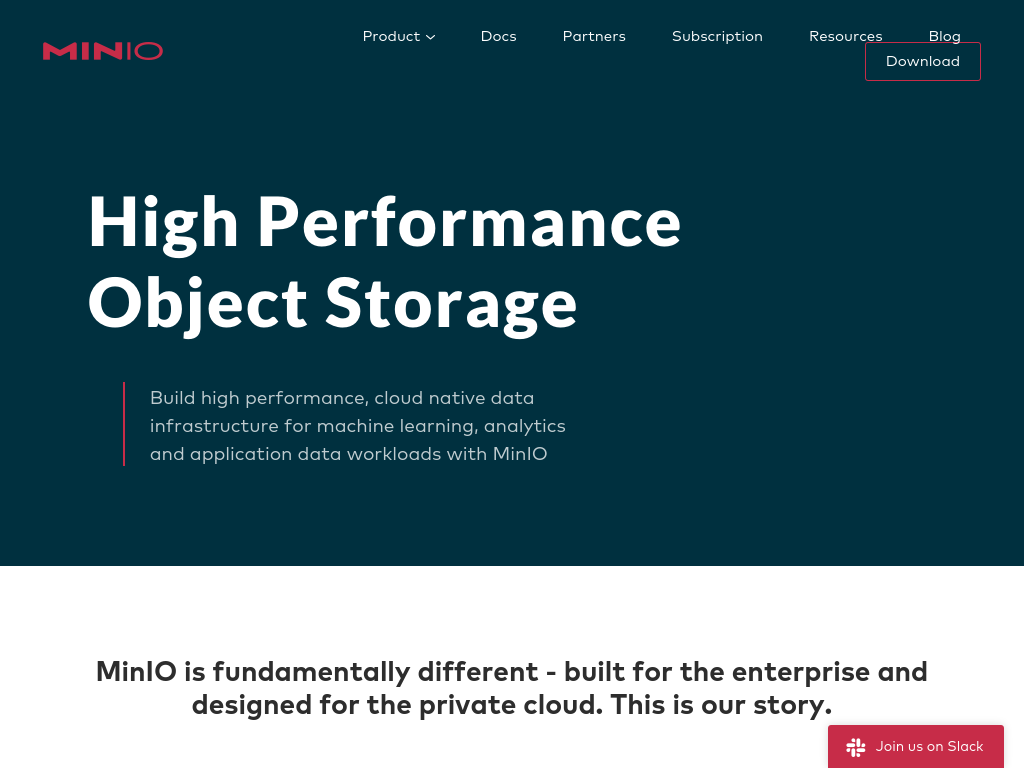 MINIO
Product
Docs
Partners
Subscription
Resources
Blog
Download
High Performance
Object Storage
Build high performance, cloud native data
infrastructure for machine learning, analytics
and application data workloads with MinIO
MinIO is fundamentally different - built for the enterprise and
designed for the private cloud. This is our story.
Join us on Slack